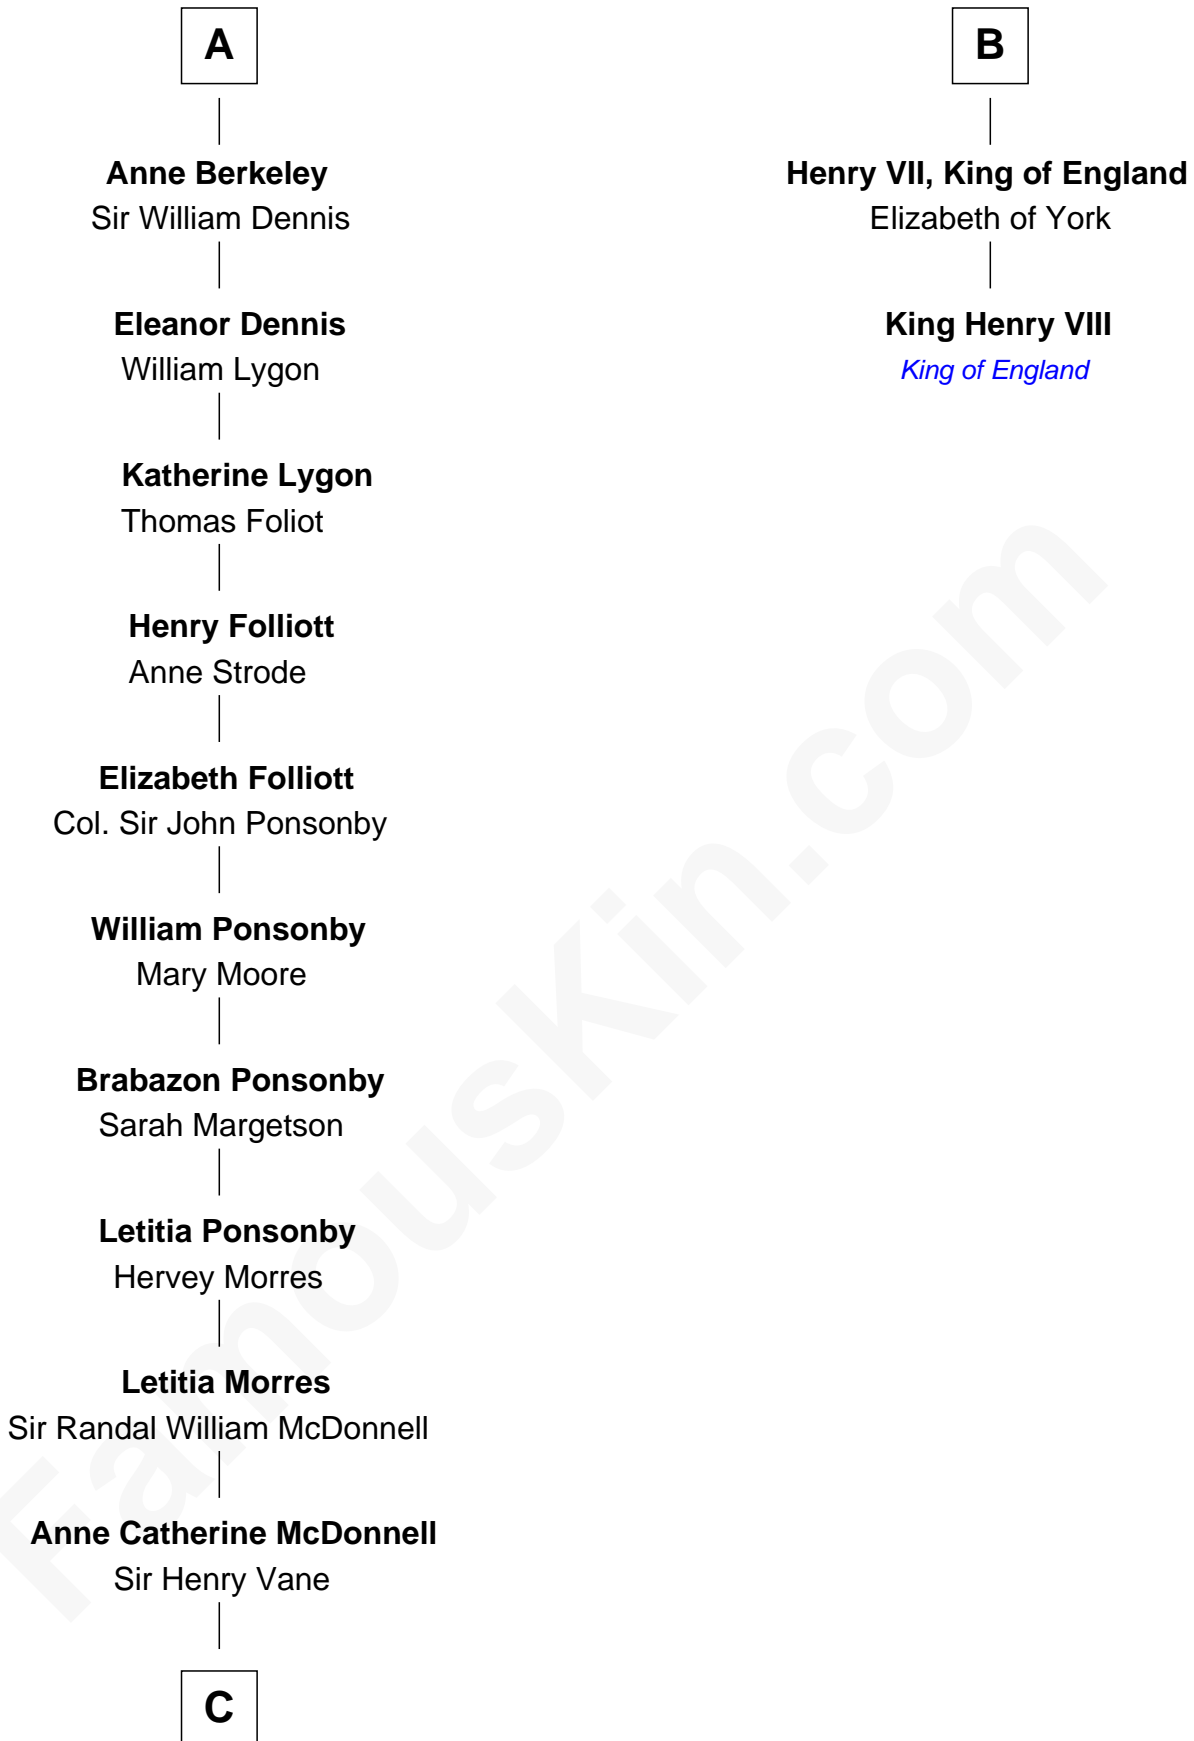 A
Anne Berkeley
Sir William Dennis
Eleanor Dennis
William Lygon
Katherine Lygon
Thomas Foliot
Henry Folliott
Anne Strode
Elizabeth Folliott
Col. Sir John Ponsonby
William Ponsonby
Mary Moore
Brabazon Ponsonby
Sarah Margetson
Letitia Ponsonby
Hervey Morres
Letitia Morres
Sir Randal William McDonnell
Anne Catherine McDonnell
Sir Henry Vane
C
B
Henry VII, King of England
Elizabeth of York
King Henry VIII
King of England
FamousKin.com